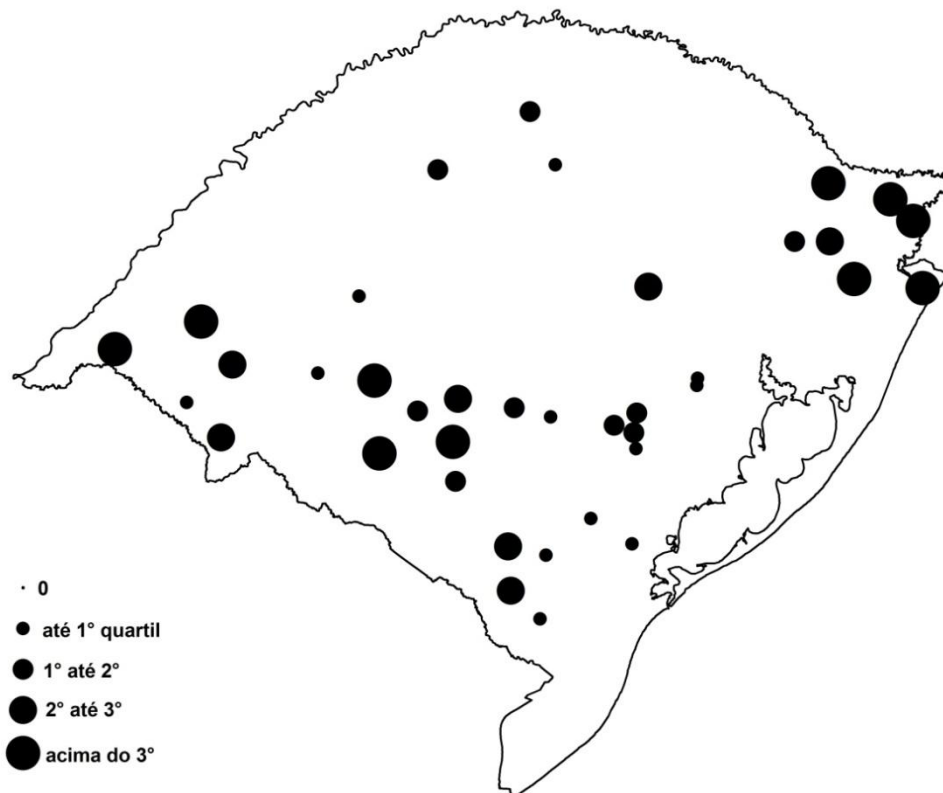 0
até 1° quartil
1° até 2°
2° até 3°
acima do 3°